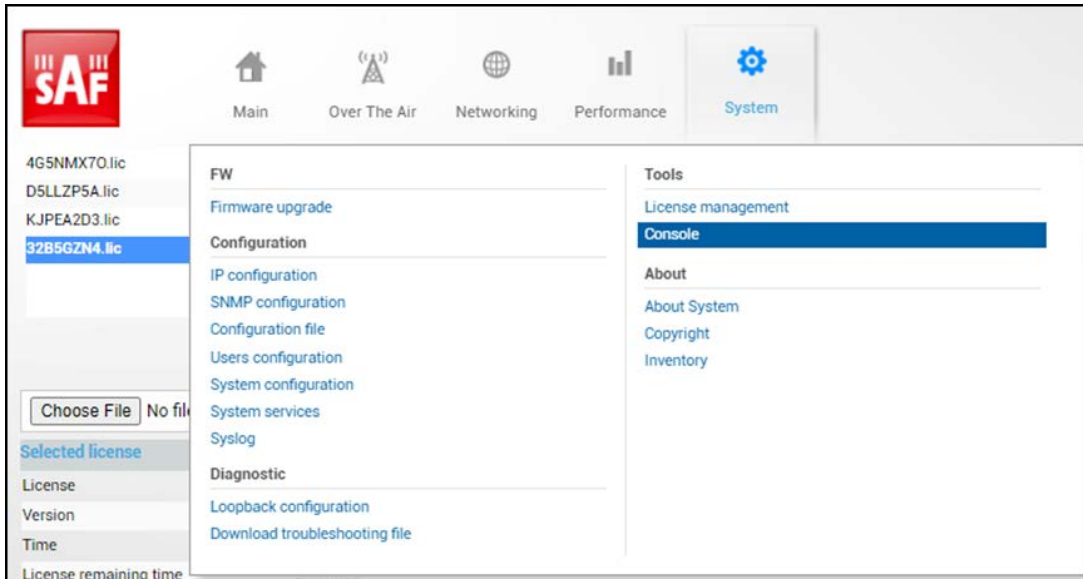 SAF
Main
Over The Air
Networking
Performance
System
4G5NMX7O.lic
D5LLZP5A.lic
KJPEA2D3.lic
32B5GZN4.lic
Choose File No file
Selected license
License
Version
Time
License remaining time
FW
Firmware upgrade
Configuration
IP configuration
SNMP configuration
Configuration file
Users configuration
System configuration
System services
Syslog
Diagnostic
Loopback configuration
Download troubleshooting file
Tools
License management
Console
About
About System
Copyright
Inventory